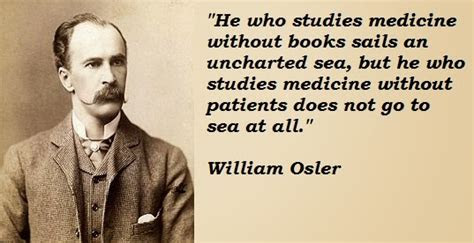 "He who studies medicine
without books sails an
uncharted sea, but he who
studies medicine without
patients does not go to
sea at all."
William Osler